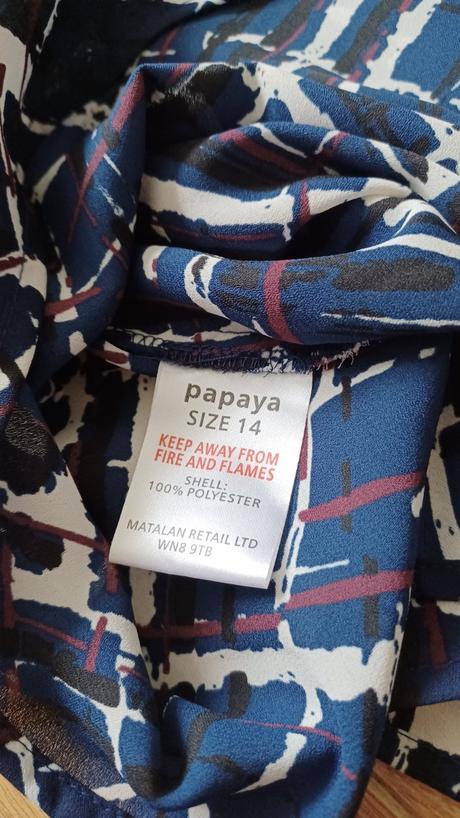 papaya
SIZE 14
KEEP AWAY FROM
FIRE AND FLAMES
SHELL:
100% POLYESTER
MATALAN RETAIL LTD
WN8 9TB